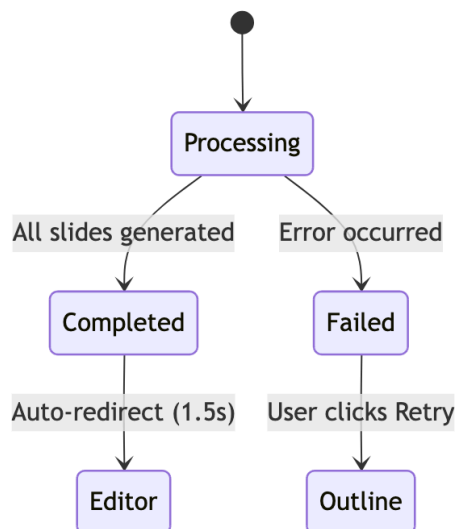 Processing
All slides generated
Error occurred
Completed
Failed
Auto-redirect (1.5s)
User clicks Retry
Editor
Outline